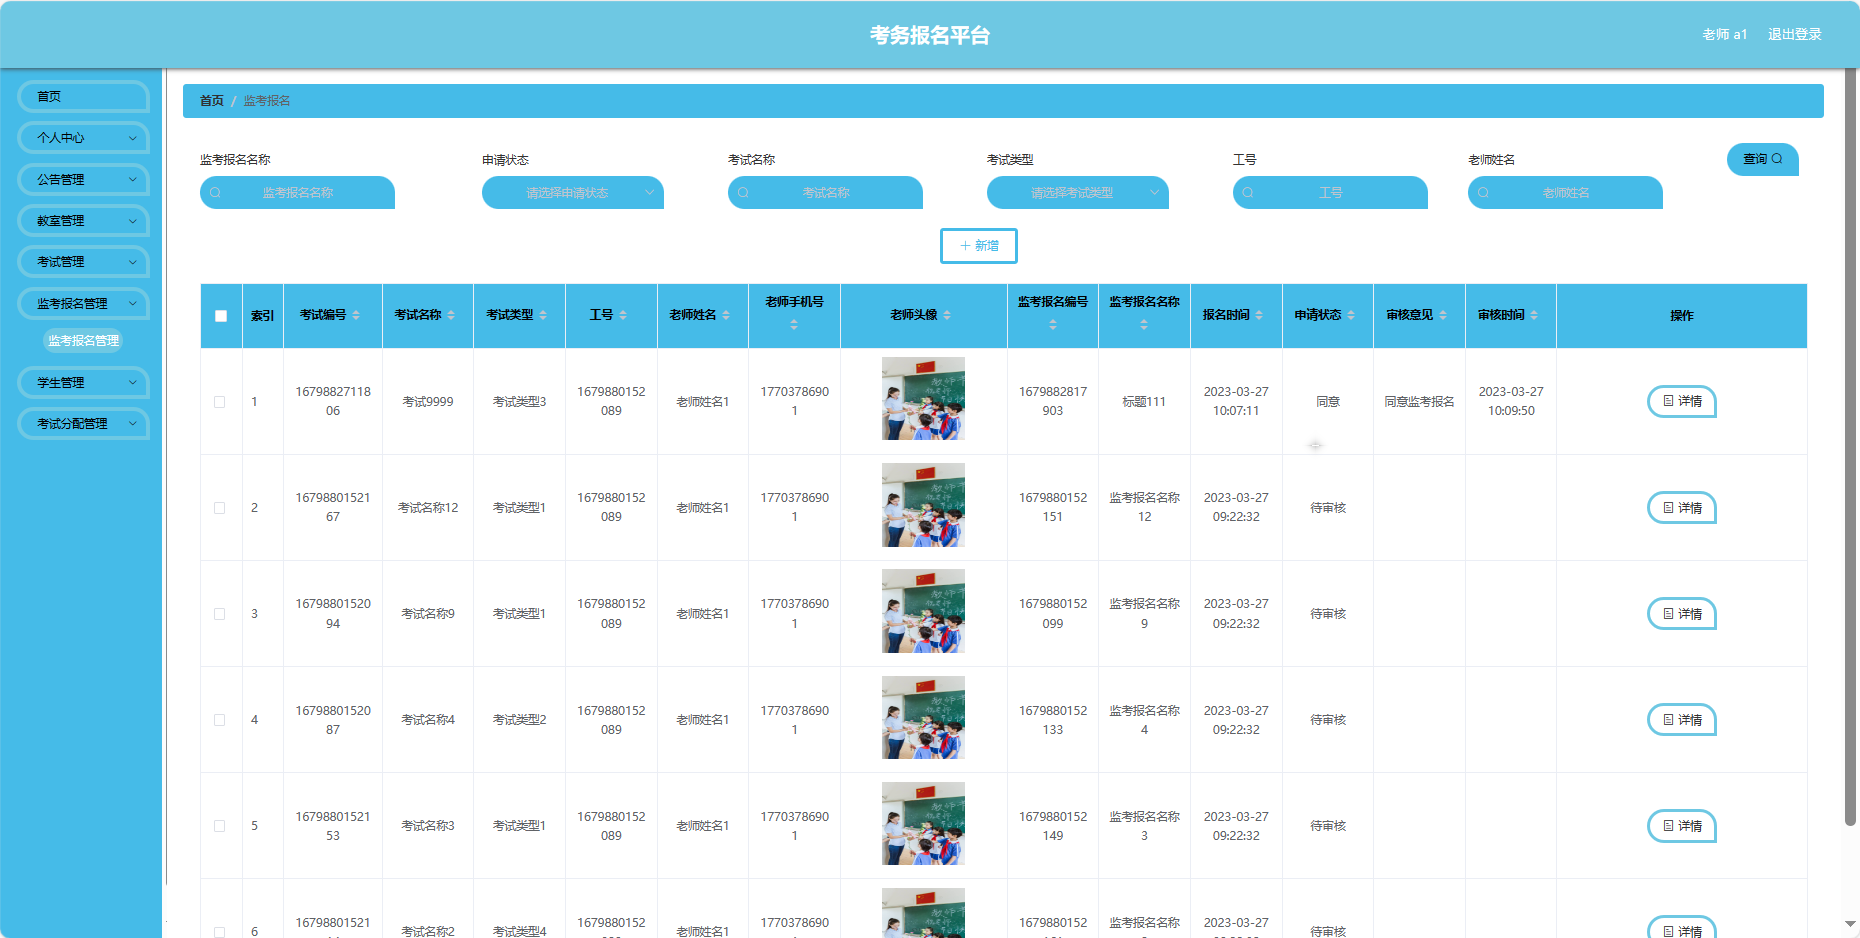 考务报名平台
老师 a1 退出登录
首页
个人中心
公告管理
教室管理
考试管理
监考报名管理
监考报名管理
学生管理
考试分配管理
首页 / 监考报名
监考报名名称 申请状态 考试名称 考试类型 工号 老师姓名 查询
监考报名名称 请选择申请状态 考试名称 请选择考试类型 工号 老师姓名
新增
索引 考试编号 考试名称 考试类型 工号 老师姓名 老师手机号 老师头像 监考报名编号 监考报名名称 报名时间 申请状态 审核意见 审核时间 操作
1 1679882711806 考试9999 考试类型3 1679880152089 老师姓名1 17703786901 1679882817903 标题111 2023-03-27 10:07:11 同意 同意监考报名 2023-03-27 10:09:50 详情
2 1679880152167 考试名称12 考试类型1 1679880152089 老师姓名1 17703786901 1679880152151 监考报名名称12 2023-03-27 09:22:32 待审核 详情
3 1679880152094 考试名称9 考试类型1 1679880152089 老师姓名1 17703786901 1679880152099 监考报名名称9 2023-03-27 09:22:32 待审核 详情
4 1679880152087 考试名称4 考试类型2 1679880152089 老师姓名1 17703786901 1679880152133 监考报名名称4 2023-03-27 09:22:32 待审核 详情
5 1679880152153 考试名称3 考试类型1 1679880152089 老师姓名1 17703786901 1679880152149 监考报名名称3 2023-03-27 09:22:32 待审核 详情
6 16798801521 考试名称2 考试类型4 1679880152 老师姓名1 1770378690 1679880152 监考报名名称 2023-03-27 待审核 详情